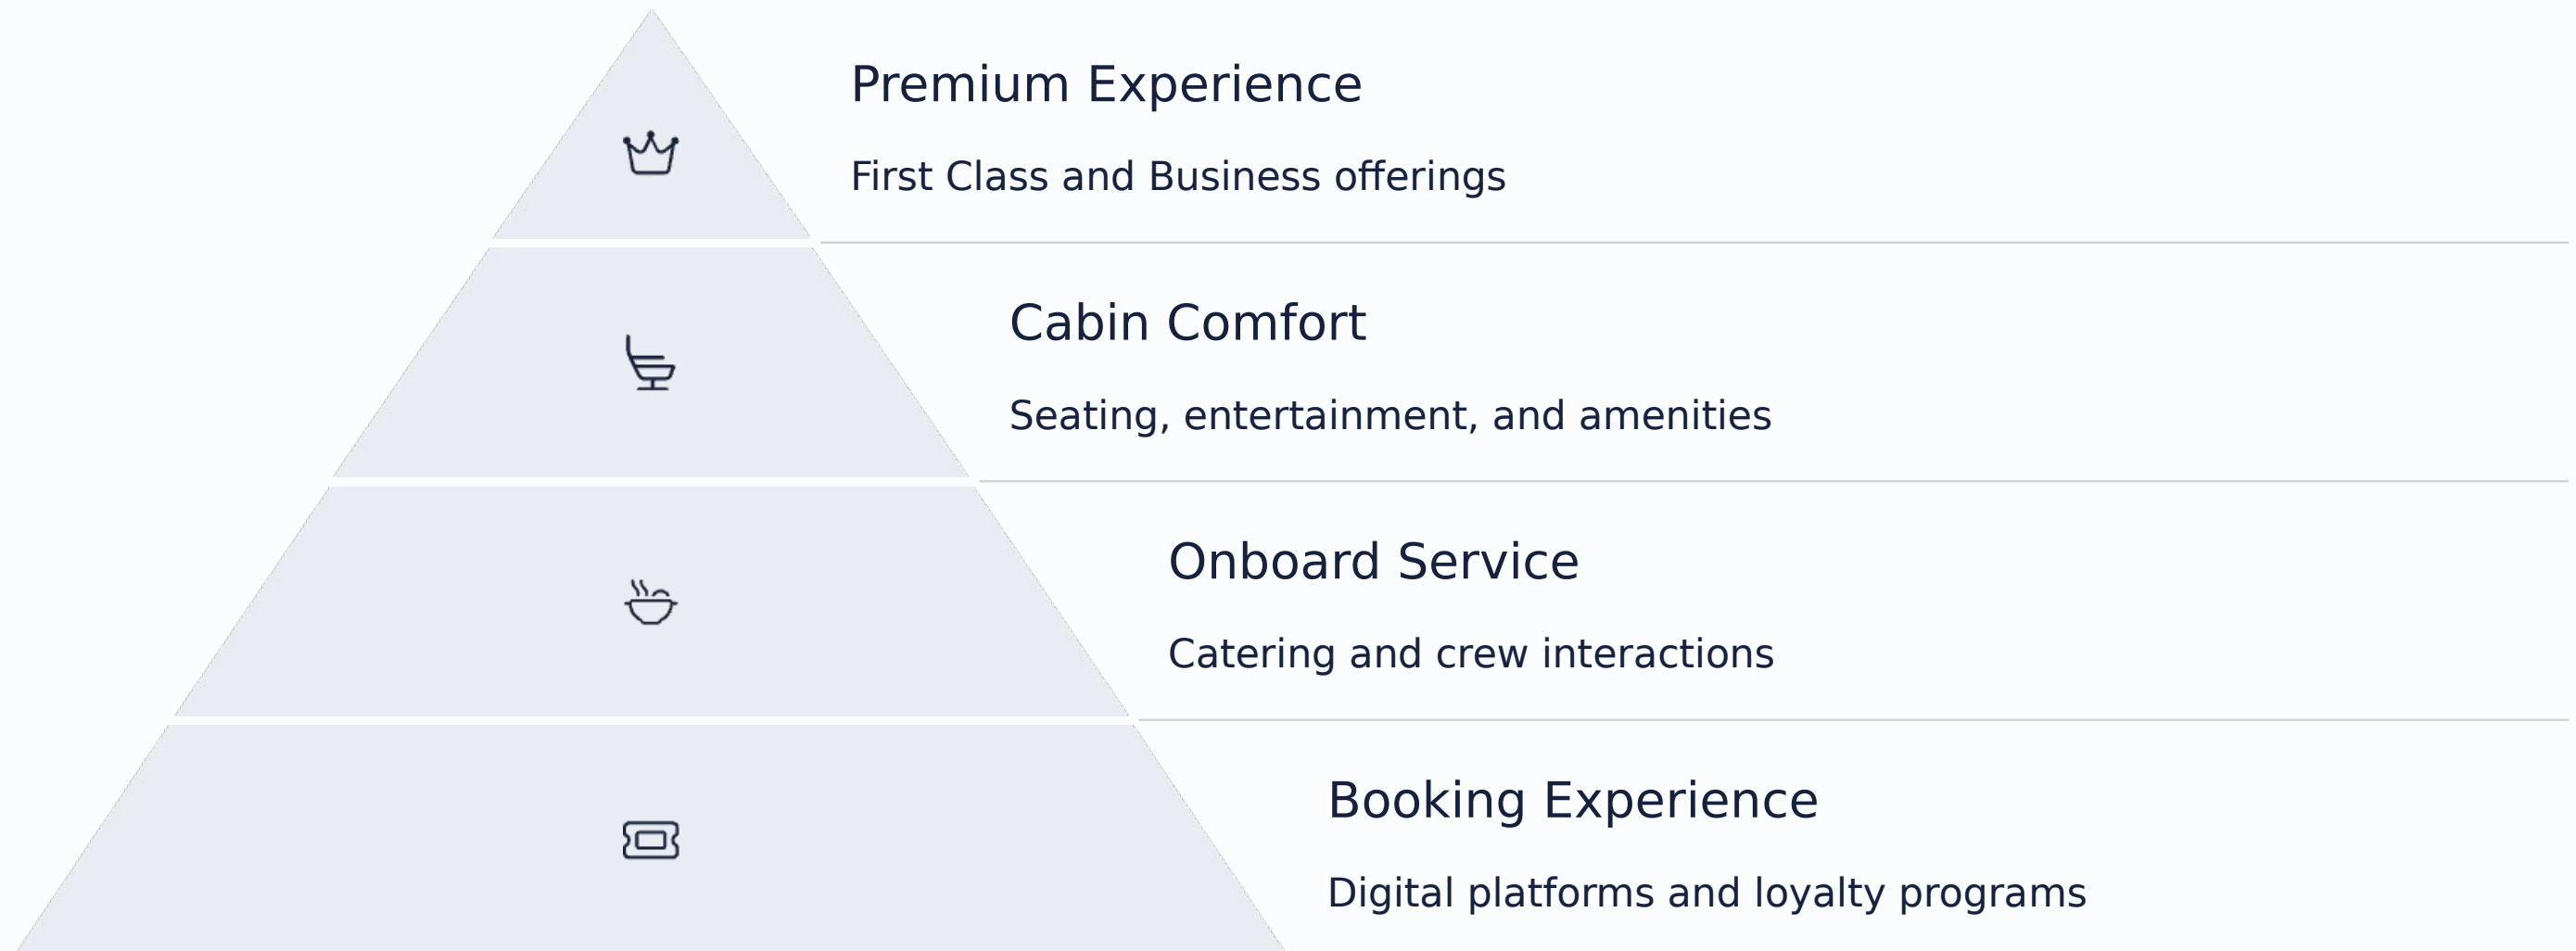 Premium Experience
First Class and Business offerings
Cabin Comfort
Seating, entertainment, and amenities
Onboard Service
Catering and crew interactions
Booking Experience
Digital platforms and loyalty programs